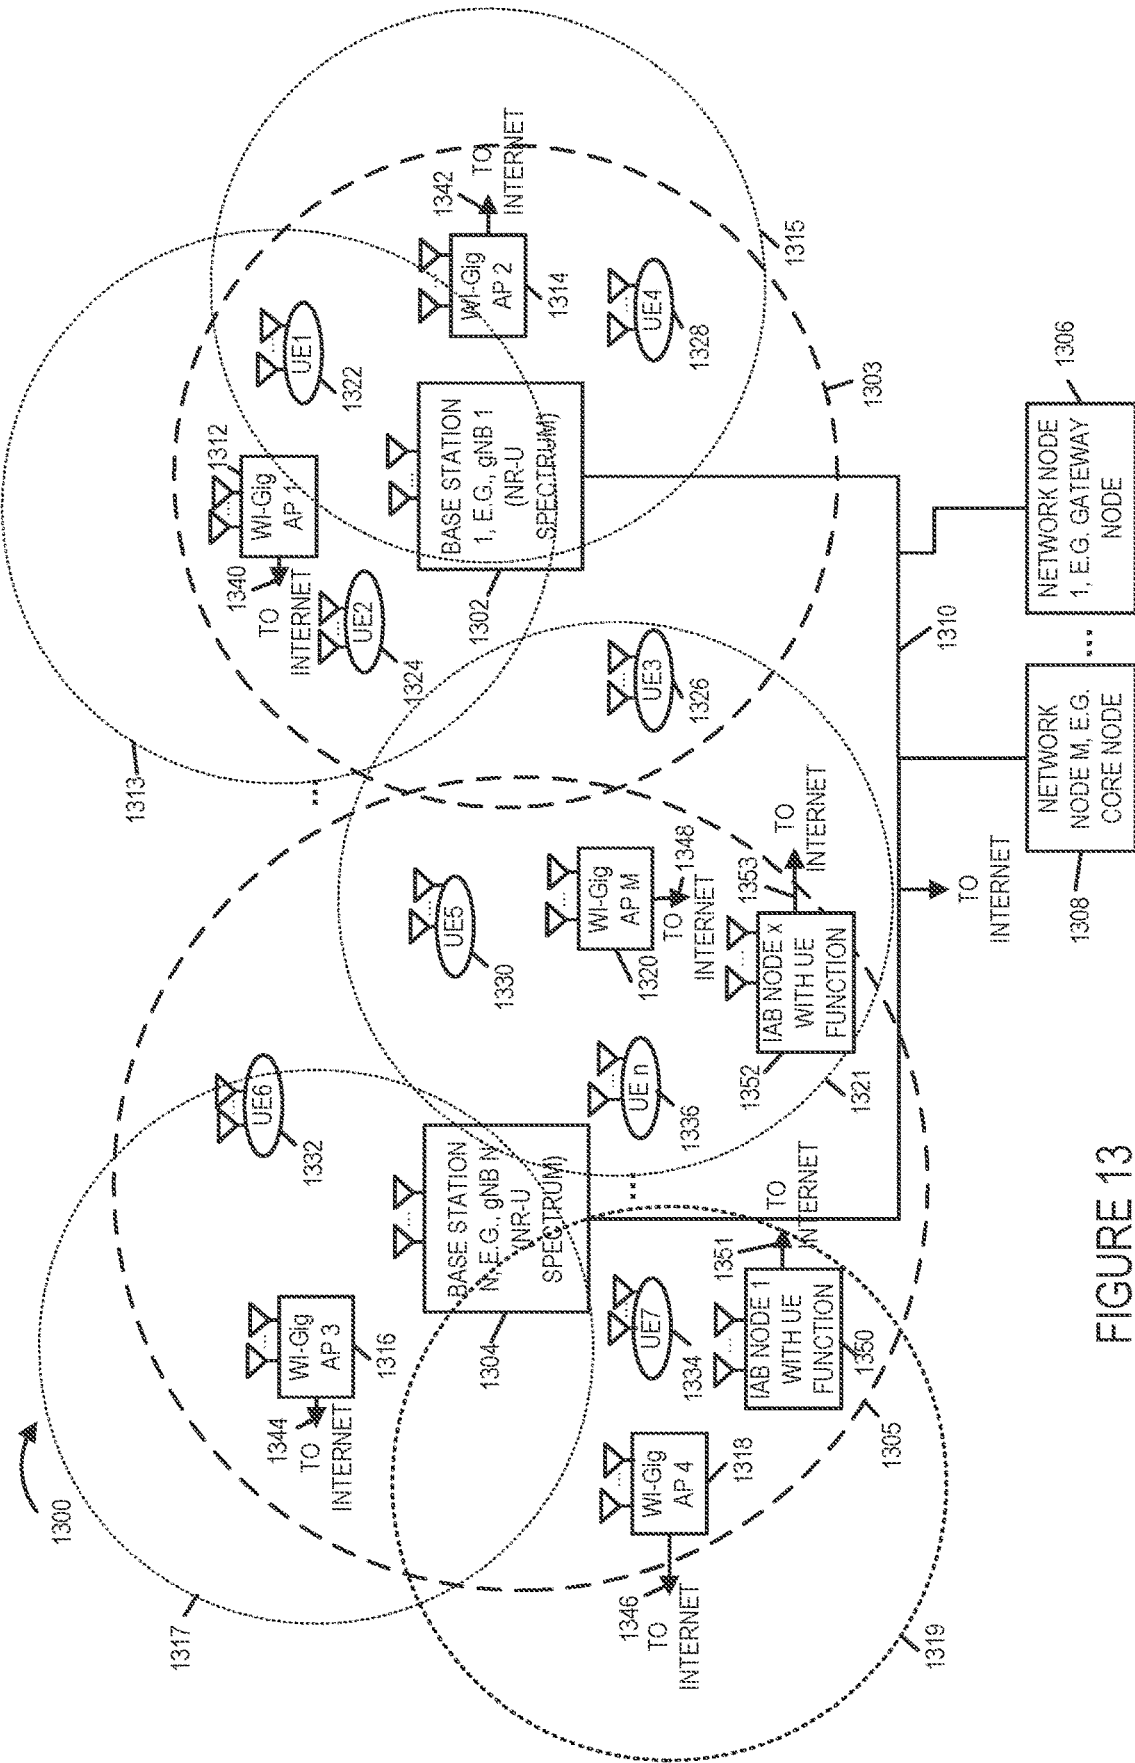 1300
1317
1313
1344
TO
INTERNET
WI-Gig
AP 3
1316
UE6
1332
1340
TO
INTERNET
WI-Gig
AP 1
1312
UE1
1322
UE2
1324
BASE STATION
N, E.G., gNB N
(NR-U
SPECTRUM)
1304
UE5
1330
BASE STATION
1, E.G., gNB 1
(NR-U
SPECTRUM)
1302
WI-Gig
AP 2
1314
1342
TO
INTERNET
1346
TO
INTERNET
WI-Gig
AP 4
1318
UE7
1334
...
UE n
1336
WI-Gig
AP M
1320
1348
TO
INTERNET
UE3
1326
UE4
1328
1315
IAB NODE 1
WITH UE
FUNCTION
1350
1351
TO
INTERNET
IAB NODE X
WITH UE
FUNCTION
1352
1353
TO
INTERNET
1319
1305
1321
1303
1310
TO
INTERNET
NETWORK
NODE M, E.G.
CORE NODE
1308
...
NETWORK NODE
1, E.G. GATEWAY
NODE
1306
FIGURE 13